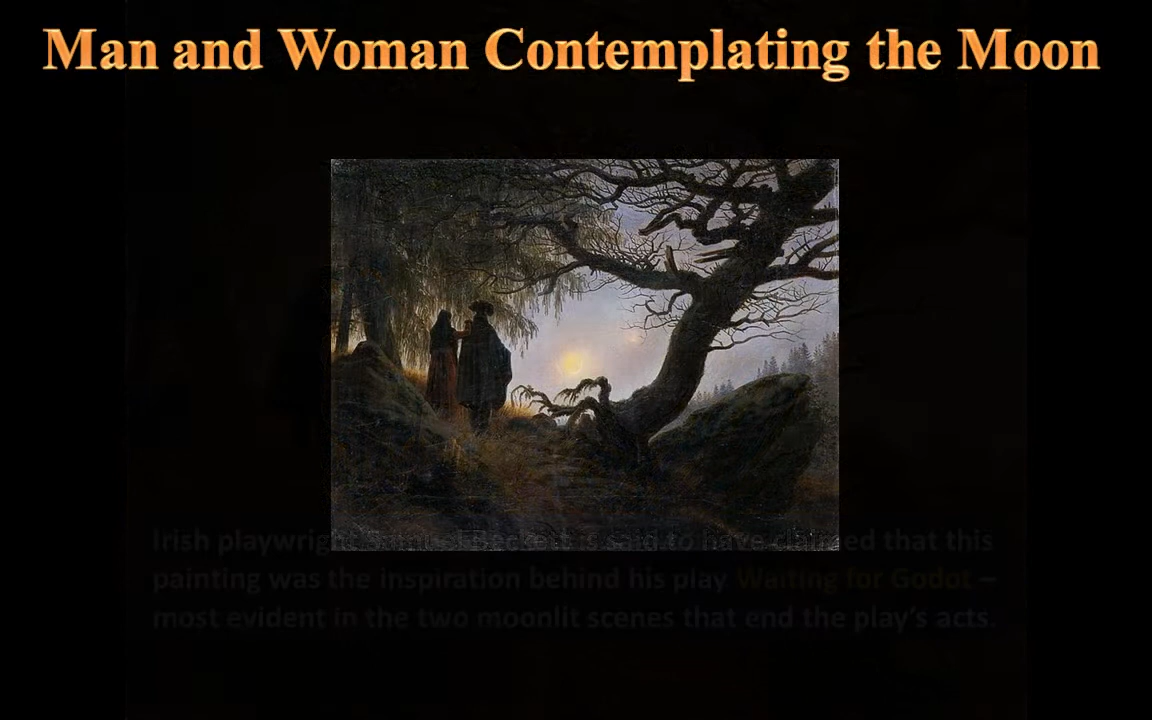 Man and Woman Contemplating the Moon
Irish playwright Samuel Beckett is said to have claimed that this
painting was the inspiration behind his play Waiting for Godot –
most evident in the two moonlit scenes that end the play's acts.